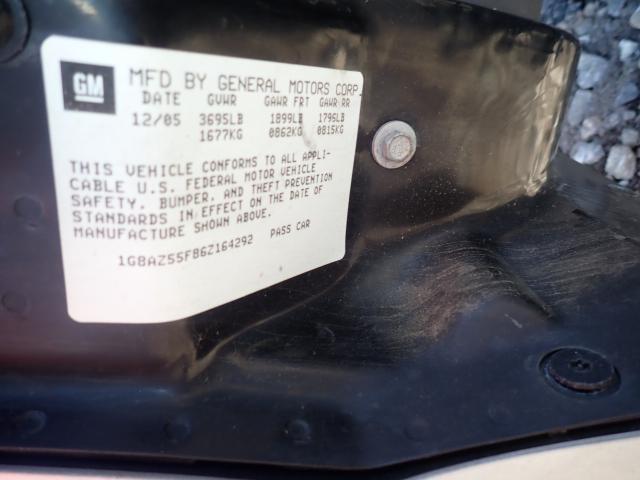 GM
MFD BY GENERAL MOTORS CORP.
DATE GVWR GAWR FRT GAWR RR
12/05 3695LB 1899LB 1796LB
1677KG 0862KG 0815KG
THIS VEHICLE CONFORMS TO ALL APPLI-
CABLE U.S. FEDERAL MOTOR VEHICLE
SAFETY, BUMPER, AND THEFT PREVENTION
STANDARDS IN EFFECT ON THE DATE OF
MANUFACTURE SHOWN ABOVE.
1G8AZ55F86Z164292 PASS CAR